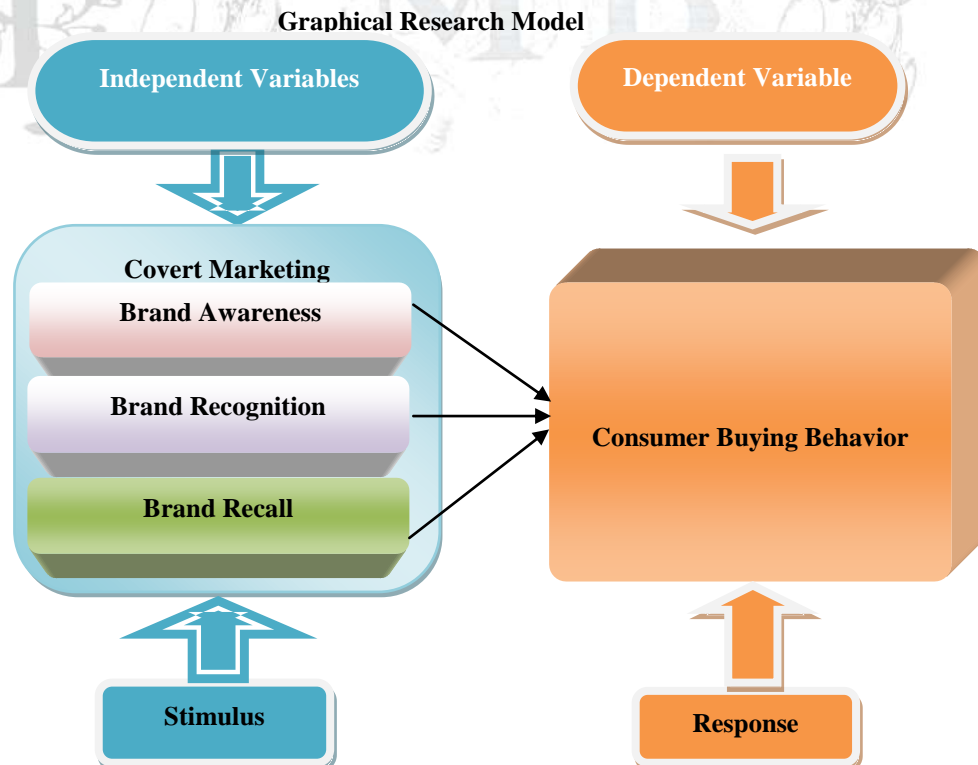 Graphical Research Model
Independent Variables
Dependent Variable
Covert Marketing
Brand Awareness
Brand Recognition
Brand Recall
Consumer Buying Behavior
Stimulus
Response